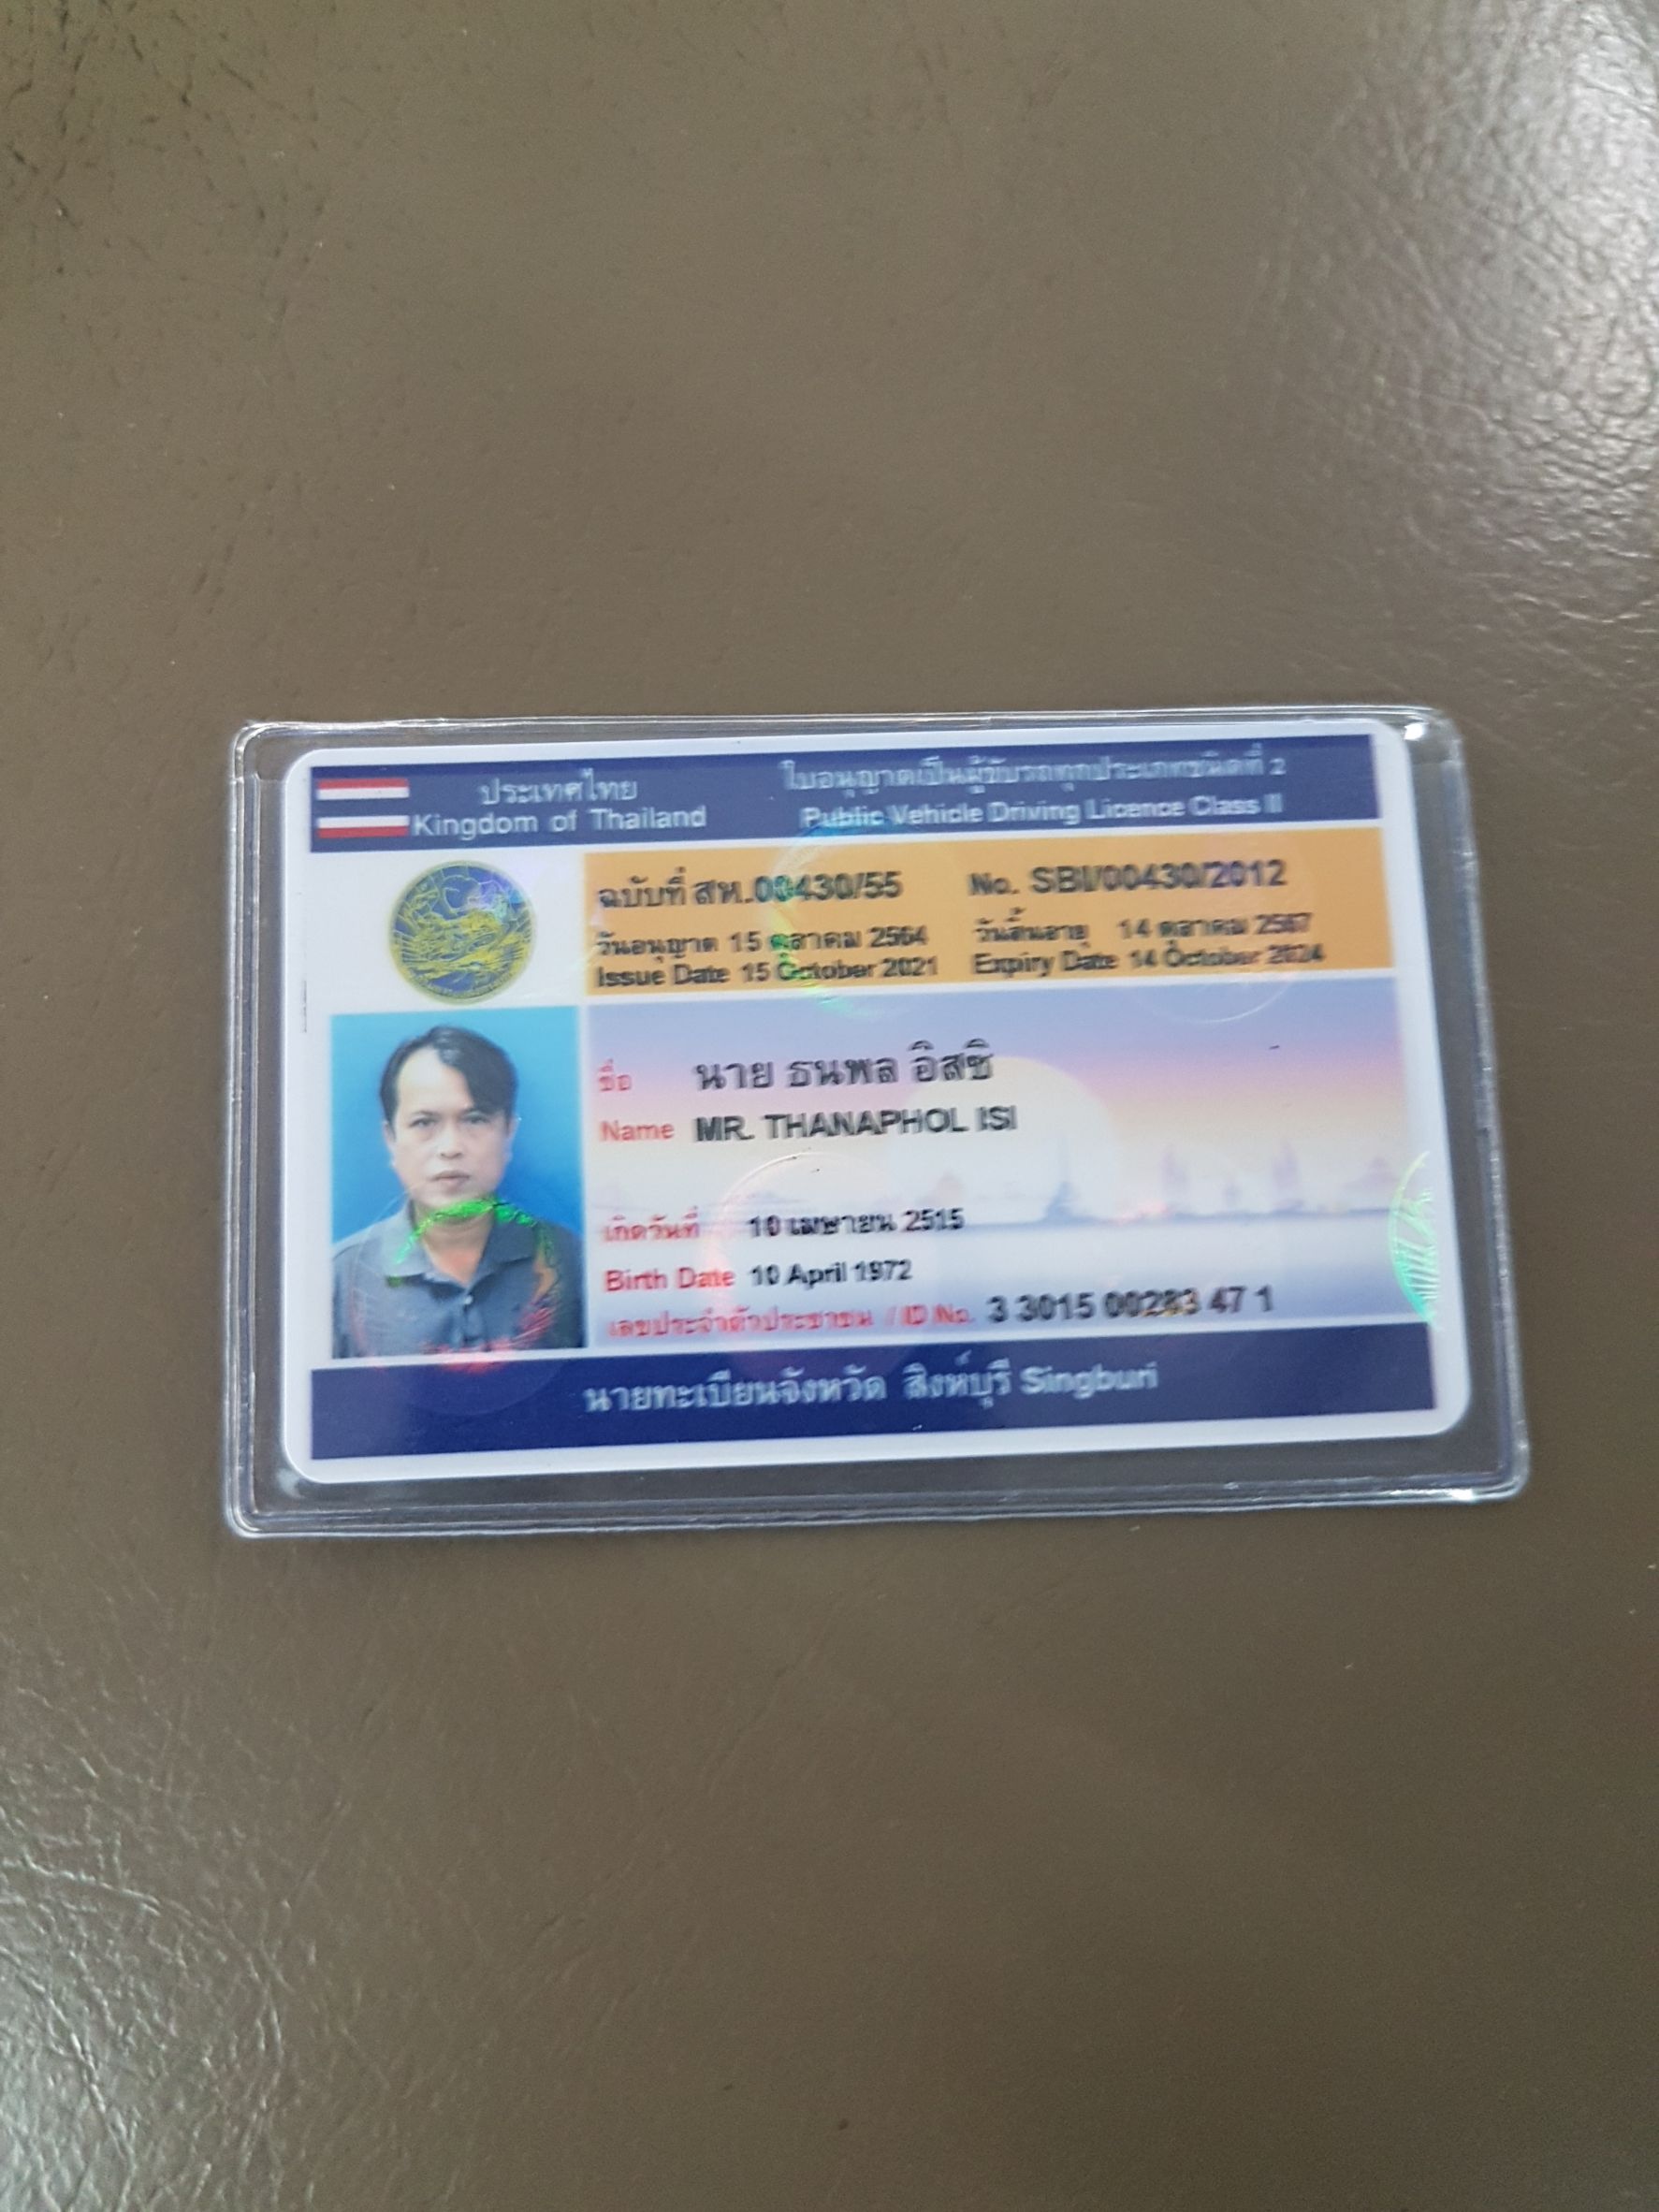 ประเทศไทย
Kingdom of Thailand
ใบอนุญาตเป็นผู้ขับรถทุกประเภทชนิดที่ 2
Public Vehicle Driving Licence Class II
ฉบับที่ สห.00430/55 No. SBI/00430/2012
วันอนุญาต 15 ตุลาคม 2564 วันสิ้นอายุ 14 ตุลาคม 2567
Issue Date 15 October 2021 Expiry Date 14 October 2024
ชื่อ นาย ธนพล อิสซิ
Name MR. THANAPHOL ISI
เกิดวันที่ 10 เมษายน 2515
Birth Date 10 April 1972
เลขประจำตัวประชาชน / ID No. 3 3015 00283 47 1
นายทะเบียนจังหวัด สิงห์บุรี Singburi